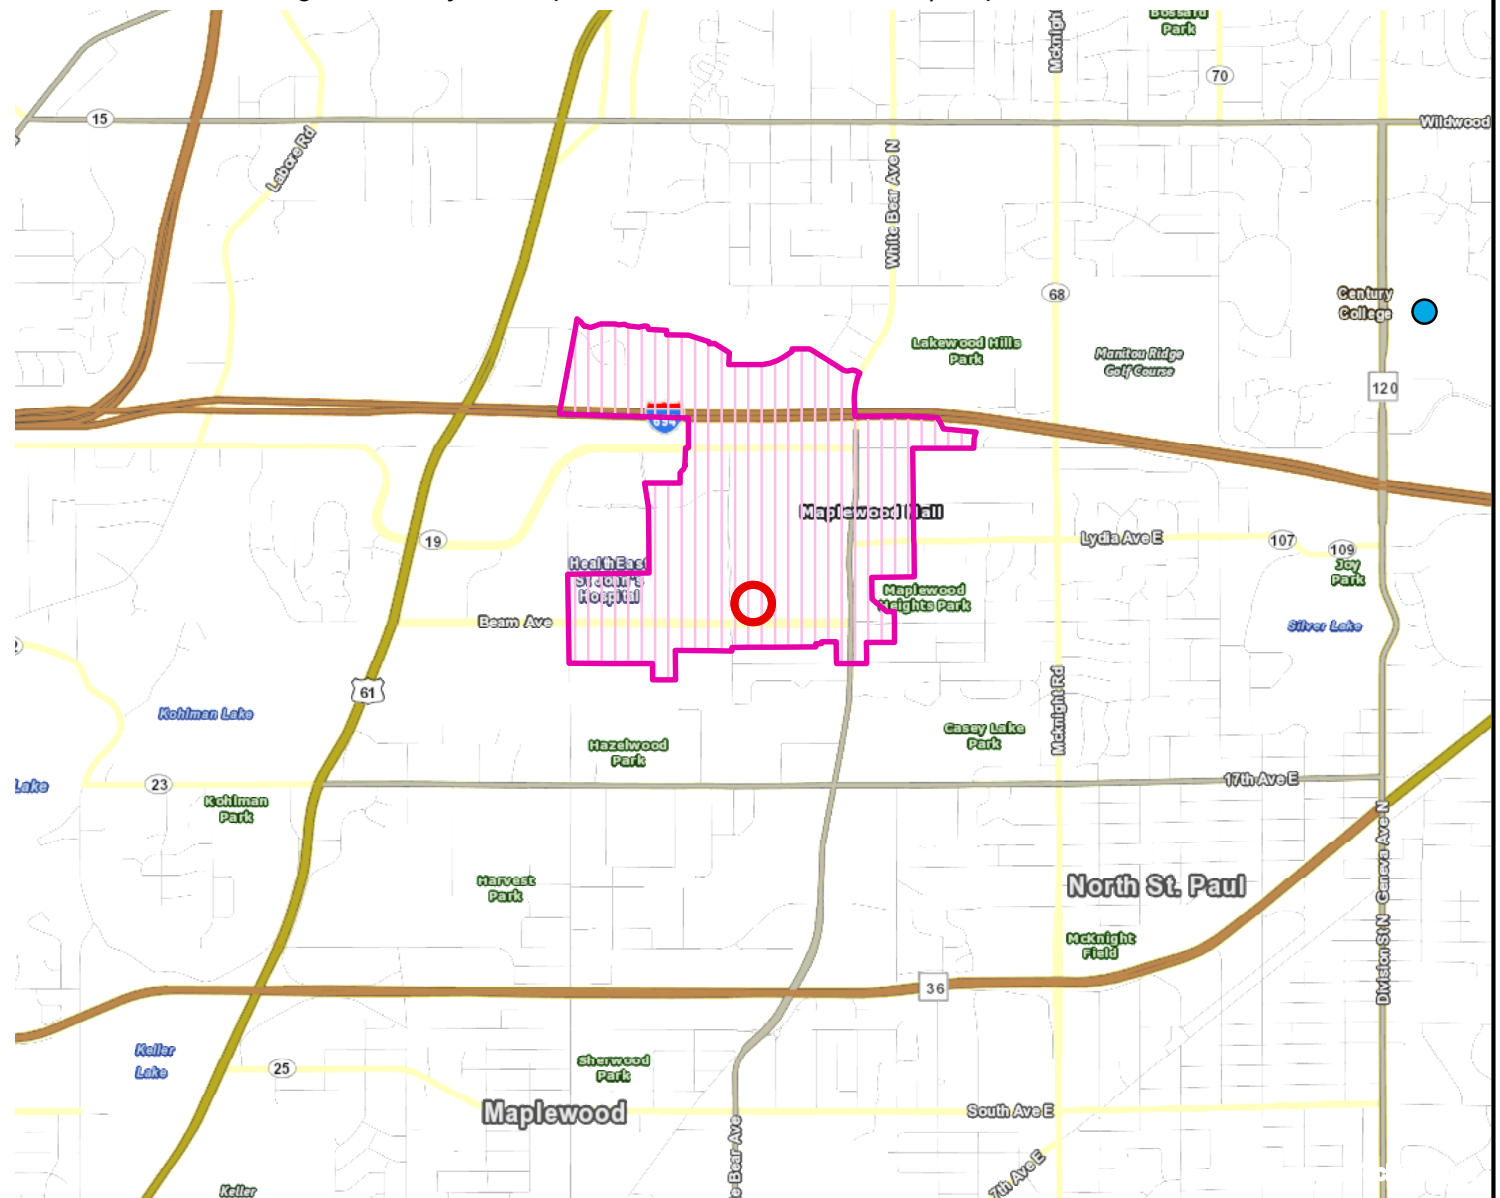 Bossard
Park
Mcknigh
70
15
Wildwood
Labore Rd
White Bear Ave N
Century
College
68
Lakewood Hills
Park
Manitou Ridge
Golf Course
120
694
Maplewood Mall
19
Lydia Ave E
107
109
Joy
Park
HealthEast
St John's
Hospital
Maplewood
Heights Park
Beam Ave
Silver Lake
61
Mcknight Rd
Kohlman Lake
Hazelwood
Park
Casey Lake
Park
Lake
23
17th Ave E
Kohlman
Park
Harvest
Park
North St. Paul
Division St N Geneva Ave N
McKnight
Field
36
Keller
Lake
25
Sherwood
Park
Maplewood
South Ave E
e Bear Ave
7th Ave E
Keller